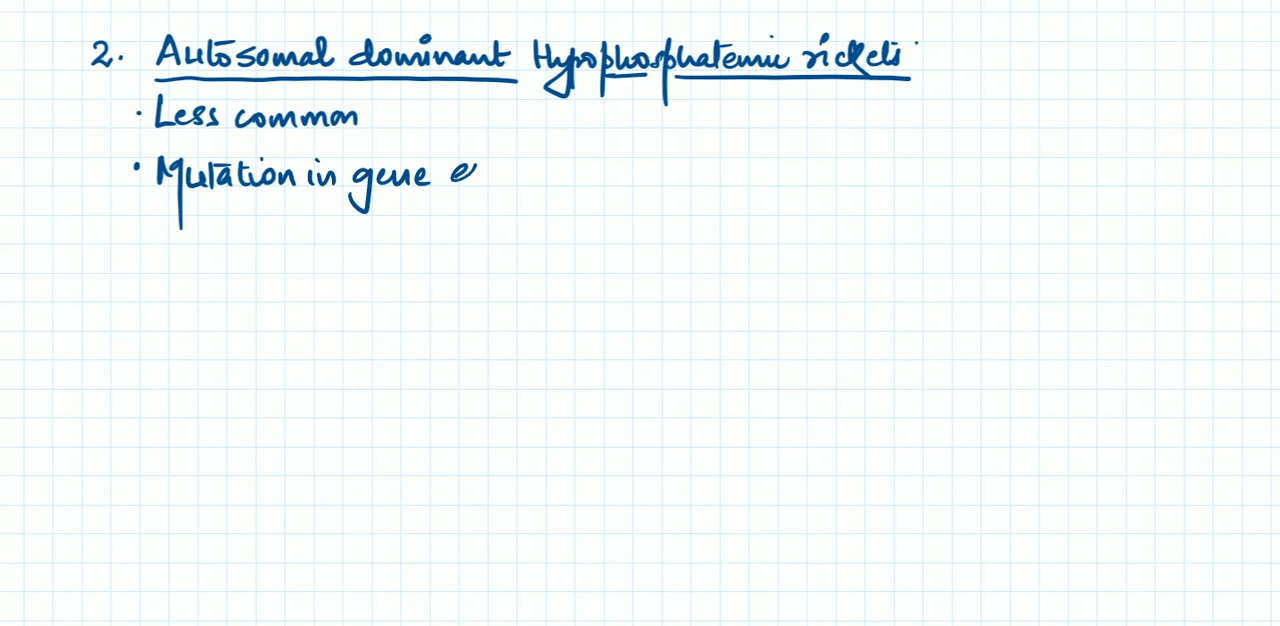 2. Autosomal dominant Hypophosphatemic rickets
· Less common
· Mutation in gene e